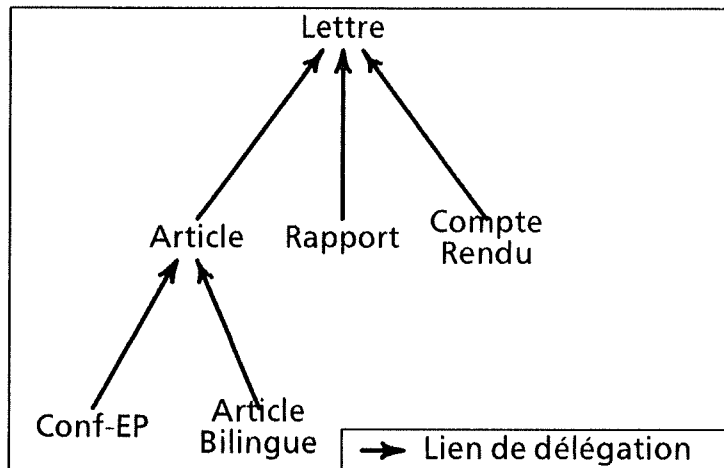 Lettre
Article
Rapport
Compte
Rendu
Conf-EP
Article
Bilingue
Lien de délégation